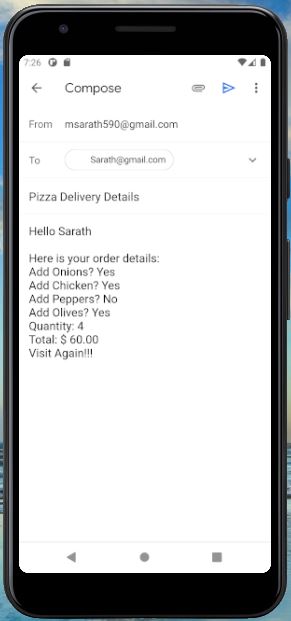 7:26
Compose
From msarath590@gmail.com
To Sarath@gmail.com
Pizza Delivery Details
Hello Sarath
Here is your order details:
Add Onions? Yes
Add Chicken? Yes
Add Peppers? No
Add Olives? Yes
Quantity: 4
Total: $ 60.00
Visit Again!!!